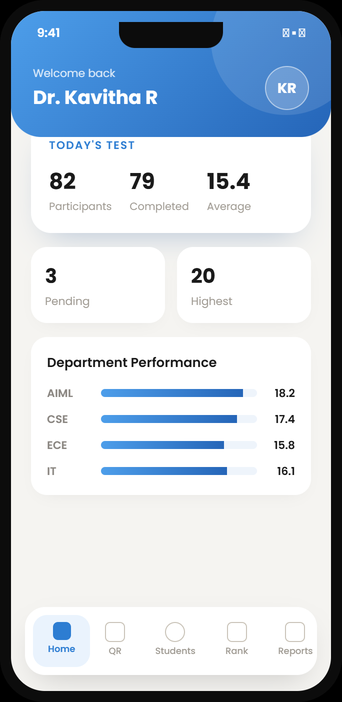 9:41
Welcome back
Dr. Kavitha R
KR
TODAY'S TEST
82 79 15.4
Participants Completed Average
3 20
Pending Highest
Department Performance
AIML 18.2
CSE 17.4
ECE 15.8
IT 16.1
Home QR Students Rank Reports